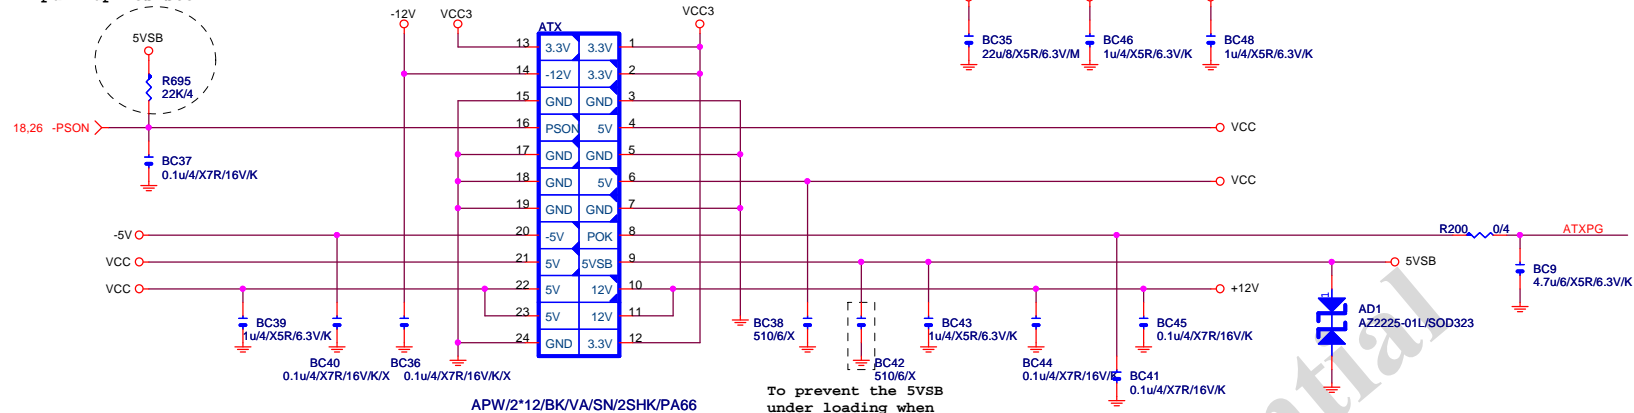 -12V
VCC3
VCC3
ATX
5VSB
R695
22K/4
18,26 -PSON
BC37
0.1u/4/X7R/16V/K
13 3.3V 3.3V 1
14 -12V 3.3V 2
15 GND GND 3
16 PSON 5V 4
17 GND GND 5
18 GND 5V 6
19 GND GND 7
20 -5V POK 8
21 5V 5VSB 9
22 5V 12V 10
23 5V 12V 11
24 GND 3.3V 12
BC35
22u/8/X5R/6.3V/M
BC46
1u/4/X5R/6.3V/K
BC48
1u/4/X5R/6.3V/K
VCC
VCC
-5V
VCC
VCC
R200 0/4 ATXPG
5VSB
+12V
BC9
4.7u/6/X5R/6.3V/K
AD1
AZ2225-01L/SOD323
1
BC39
1u/4/X5R/6.3V/K
BC40
0.1u/4/X7R/16V/K/X
BC36
0.1u/4/X7R/16V/K/X
BC38
510/6/X
BC42
510/6/X
BC43
1u/4/X5R/6.3V/K
BC44
0.1u/4/X7R/16V/K
BC45
0.1u/4/X7R/16V/K
BC41
0.1u/4/X7R/16V/K
APW/2*12/BK/VA/SN/2SHK/PA66
To prevent the 5VSB
under loading when
ntial